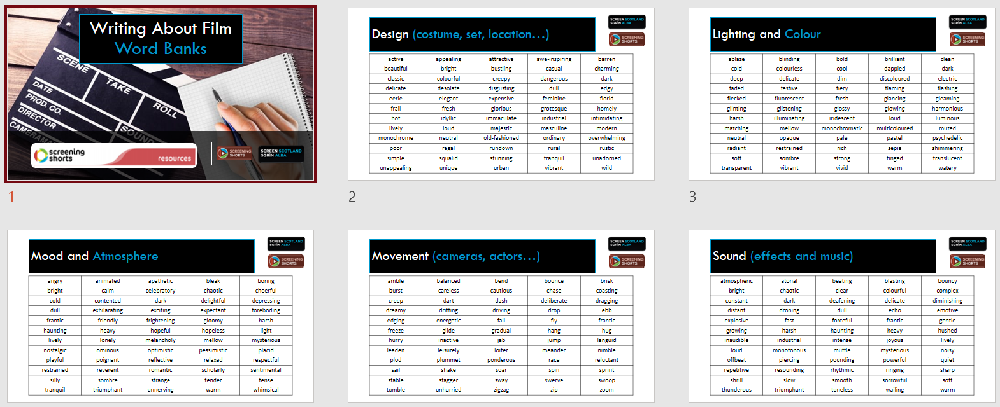 Writing About Film
Word Banks
SCENE
TAKE
ROLL
DATE
PROD. CO.
DIRECTOR
CAMERAMA
SOUND
screening
shorts
resources
SCREENING
SHORTS
SCREEN SCOTLAND
SGRÌN ALBA
1
Design (costume, set, location...)
SCREEN SCOTLAND
SGRÌN ALBA
SCREENING
SHORTS
active appealing attractive awe-inspiring barren
beautiful bright bustling casual charming
classic colourful creepy dangerous dark
delicate desolate disgusting dull edgy
eerie elegant expensive feminine florid
frail fresh glorious grotesque homely
hot idyllic immaculate industrial intimidating
lively loud majestic masculine modern
monochrome neutral old-fashioned ordinary overwhelming
poor regal rundown rural rustic
simple squalid stunning tranquil unadorned
unappealing unique urban vibrant wild
2
Lighting and Colour
SCREEN SCOTLAND
SGRÌN ALBA
SCREENING
SHORTS
ablaze blinding bold brilliant clean
cold colourless cool dappled dark
deep delicate dim discoloured electric
faded festive fiery flaming flashing
flecked fluorescent fresh glancing gleaming
glinting glistening glossy glowing harmonious
harsh illuminating iridescent loud luminous
matching mellow monochromatic multicoloured muted
neutral opaque pale pastel psychedelic
radiant restrained rich sepia shimmering
soft sombre strong tinged translucent
transparent vibrant vivid warm watery
3
Mood and Atmosphere
SCREEN SCOTLAND
SGRÌN ALBA
SCREENING
SHORTS
angry animated apathetic bleak boring
bright calm celebratory chaotic cheerful
cold contented dark delightful depressing
dull exhilarating exciting expectant foreboding
frantic friendly frightening gloomy harsh
haunting heavy hopeful hopeless light
lively lonely melancholy mellow mysterious
nostalgic ominous optimistic pessimistic placid
playful poignant reflective relaxed respectful
restrained reverent romantic scholarly sentimental
silly sombre strange tender tense
tranquil triumphant unnerving warm whimsical
Movement (cameras, actors...)
SCREEN SCOTLAND
SGRÌN ALBA
SCREENING
SHORTS
amble balanced bend bounce brisk
burst careless cautious chase coasting
creep dart dash deliberate dragging
dreamy drifting driving drop ebb
edging energetic fall fly frantic
freeze glide gradual hang hug
hurry inactive jab jump languid
leaden leisurely loiter meander nimble
plod plummet ponderous race reluctant
sail shake soar spin sprint
stable stagger sway swerve swoop
tumble unhurried zigzag zip zoom
Sound (effects and music)
SCREEN SCOTLAND
SGRÌN ALBA
SCREENING
SHORTS
atmospheric atonal beating blasting bouncy
bright chaotic clear colourful complex
constant dark deafening delicate diminishing
distant droning dull echo emotive
explosive fast forceful frantic gentle
growing harsh haunting heavy hushed
inaudible industrial intense joyous lively
loud monotonous muffle mysterious noisy
offbeat piercing pounding powerful quiet
repetitive resounding rhythmic ringing sharp
shrill slow smooth sorrowful soft
thunderous triumphant tuneless wailing warm